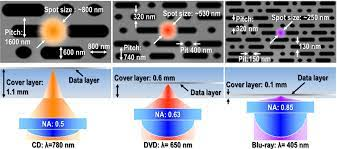 Spot size: ~800 nm
Pitch:
1600 nm
600 nm
800 nm
320 nm
Spot size: ~530 nm
Pitch:
740 nm
Pit 400 nm
Spot size: ~250 nm
Pitch:
320 nm
130 nm
Pit 150 nm
Cover layer:
1.1 mm
Data layer
NA: 0.5
CD: λ=780 nm
Cover layer: 0.6 mm
Data layer
NA: 0.63
DVD: λ= 650 nm
Cover layer: 0.1 mm
Data layer
NA: 0.85
Blu-ray: λ= 405 nm